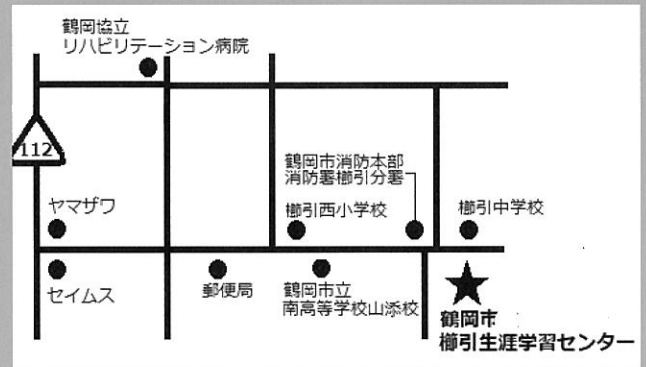 鶴岡協立
リハビリテーション病院
112
鶴岡市消防本部
消防署櫛引分署
ヤマザワ
櫛引西小学校
櫛引中学校
セイムス
郵便局
鶴岡市立
南高等学校山添校
鶴岡市
櫛引生涯学習センター